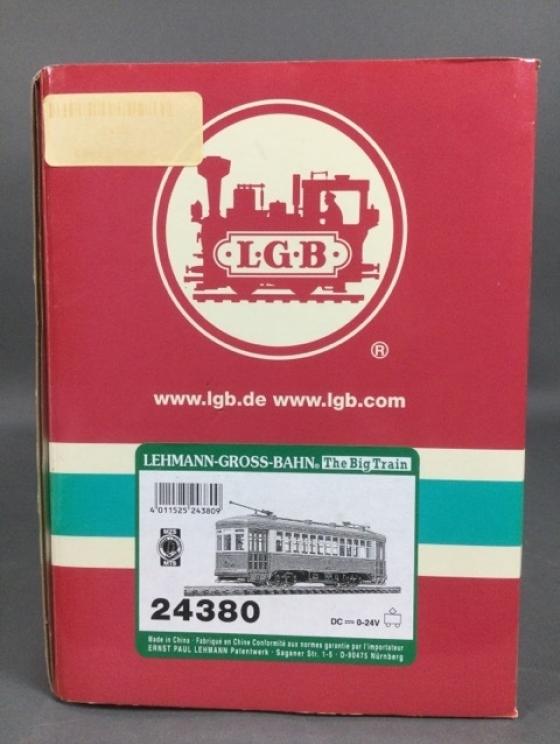 ·L·G·B·
®
www.lgb.de www.lgb.com
LEHMANN-GROSS-BAHN® The Big Train
4 011525 243809
MZS
MTS
24380
DC 0-24V
Made in China · Fabriqué en Chine Conformité aux normes garantie par l'importateur
ERNST PAUL LEHMANN Patentwerk · Saganer Str. 1-5 · D-90475 Nürnberg